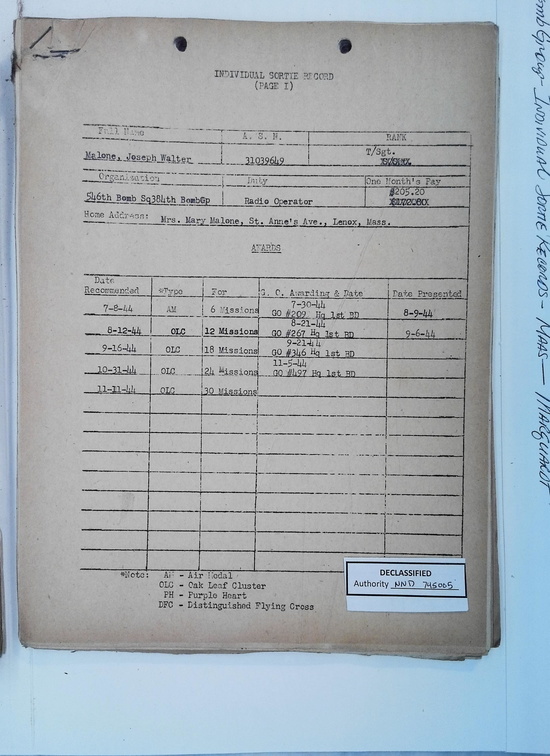 INDIVIDUAL SORTIE RECORD
(PAGE I)
Full Name A. S. N. RANK
Malone, Joseph Walter 31039649 T/Sgt.
Organization Duty One Month's Pay
546th Bomb Sq384th BombGp Radio Operator $205.20
Home Address: Mrs. Mary Malone, St. Anne's Ave., Lenox, Mass.
AWARDS
Date Recommended *Type For G. O. Awarding & Date Date Presented
7-8-44 AM 6 Missions 7-30-44 GO #209 Hq 1st BD 8-9-44
8-12-44 OLC 12 Missions 8-21-44 GO #267 Hq 1st BD 9-6-44
9-16-44 OLC 18 Missions 9-21-44 GO #346 Hq 1st BD
10-31-44 OLC 24 Missions 11-5-44 GO #497 Hq 1st BD
11-11-44 OLC 30 Missions
*Note: AM - Air Medal
OLC - Oak Leaf Cluster
PH - Purple Heart
DFC - Distinguished Flying Cross
DECLASSIFIED
Authority NND 745005
Bomb Group - Individual Sortie Records - Maas — Marquardt